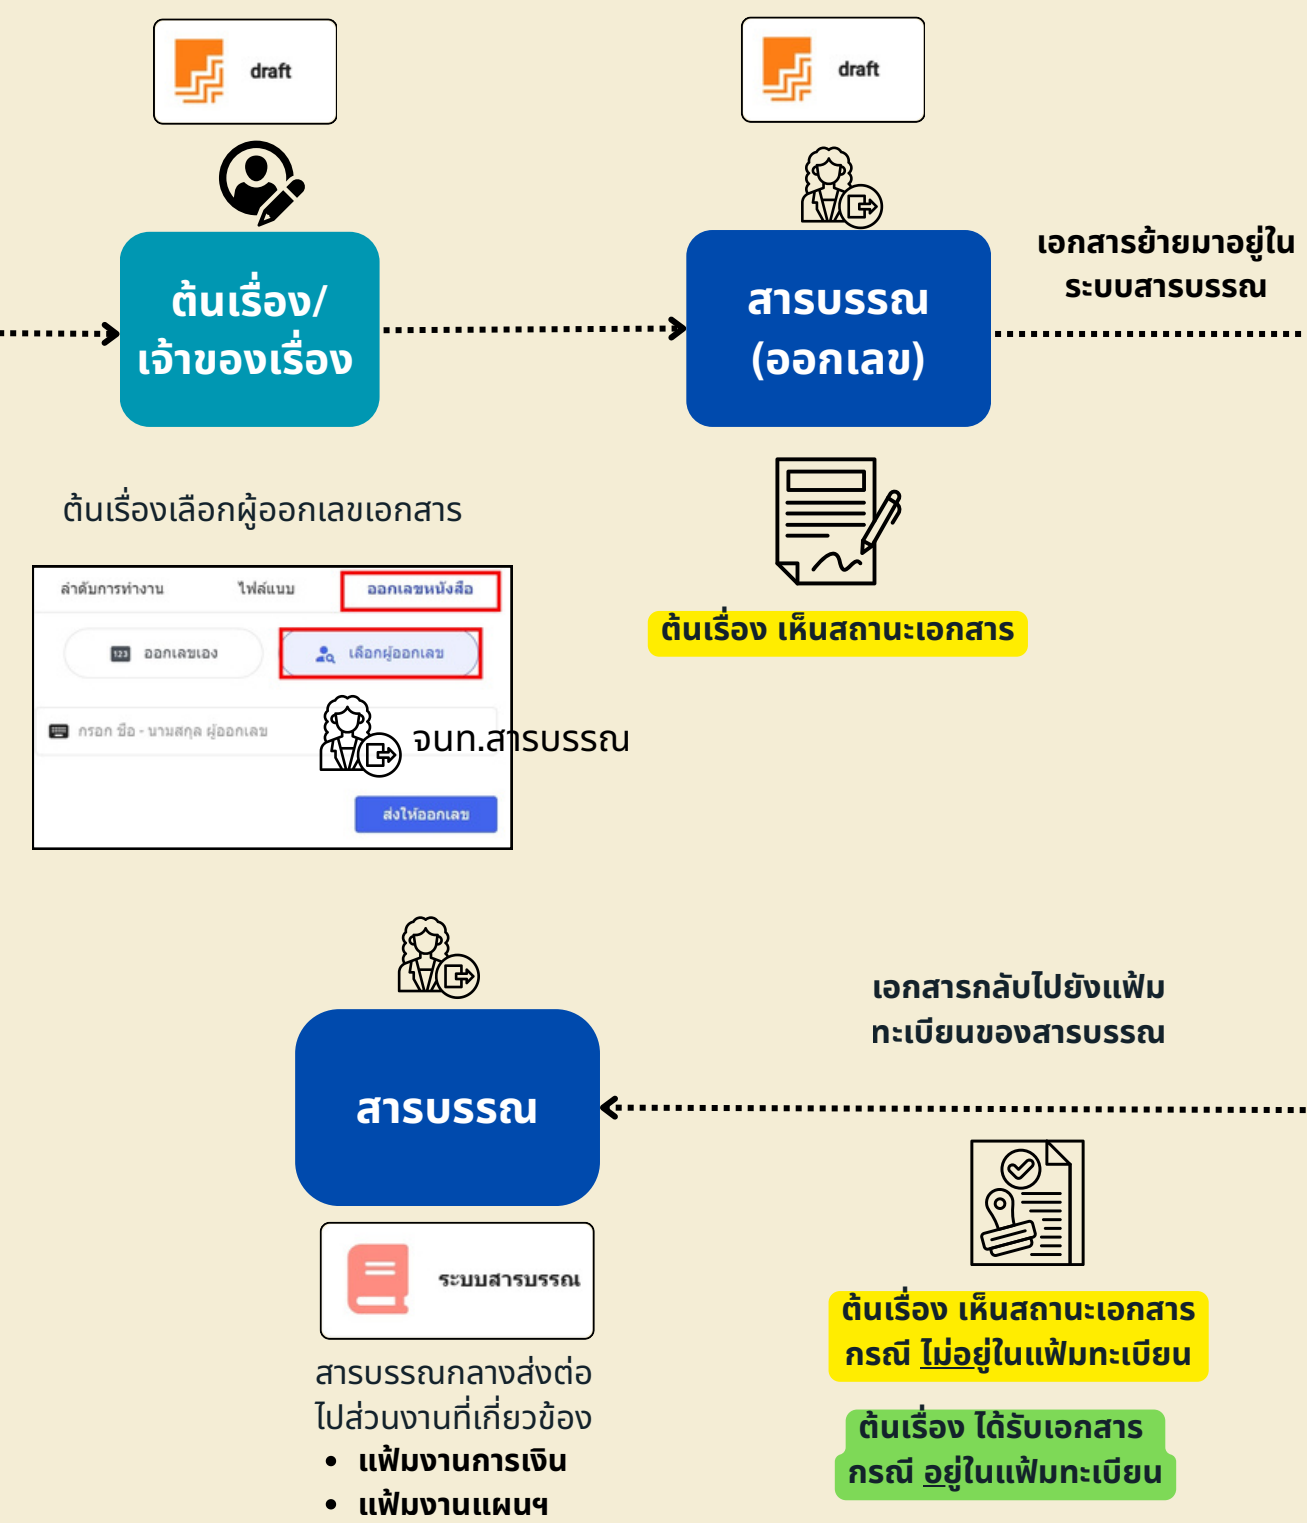 draft
draft
ต้นเรื่อง/
เจ้าของเรื่อง
สารบรรณ
(ออกเลข)
เอกสารย้ายมาอยู่ใน
ระบบสารบรรณ
ต้นเรื่องเลือกผู้ออกเลขเอกสาร
ลำดับการทำงาน ไฟล์แนบ ออกเลขหนังสือ
123 ออกเลขเอง เลือกผู้ออกเลข
กรอก ชื่อ - นามสกุล ผู้ออกเลข
จนท.สารบรรณ
ส่งให้ออกเลข
ต้นเรื่อง เห็นสถานะเอกสาร
เอกสารกลับไปยังแฟ้ม
ทะเบียนของสารบรรณ
สารบรรณ
ระบบสารบรรณ
สารบรรณกลางส่งต่อ
ไปส่วนงานที่เกี่ยวข้อง
• แฟ้มงานการเงิน
• แฟ้มงานแผนฯ
ต้นเรื่อง เห็นสถานะเอกสาร
กรณี ไม่อยู่ในแฟ้มทะเบียน
ต้นเรื่อง ได้รับเอกสาร
กรณี อยู่ในแฟ้มทะเบียน